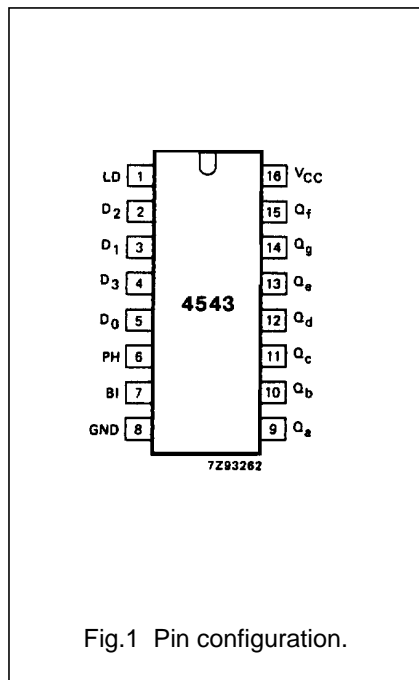 LD 1 16 VCC
D2 2 15 Qf
D1 3 14 Qg
D3 4 13 Qe
D0 5 4543 12 Qd
PH 6 11 Qc
BI 7 10 Qb
GND 8 9 Qa
7Z93262
Fig.1 Pin configuration.